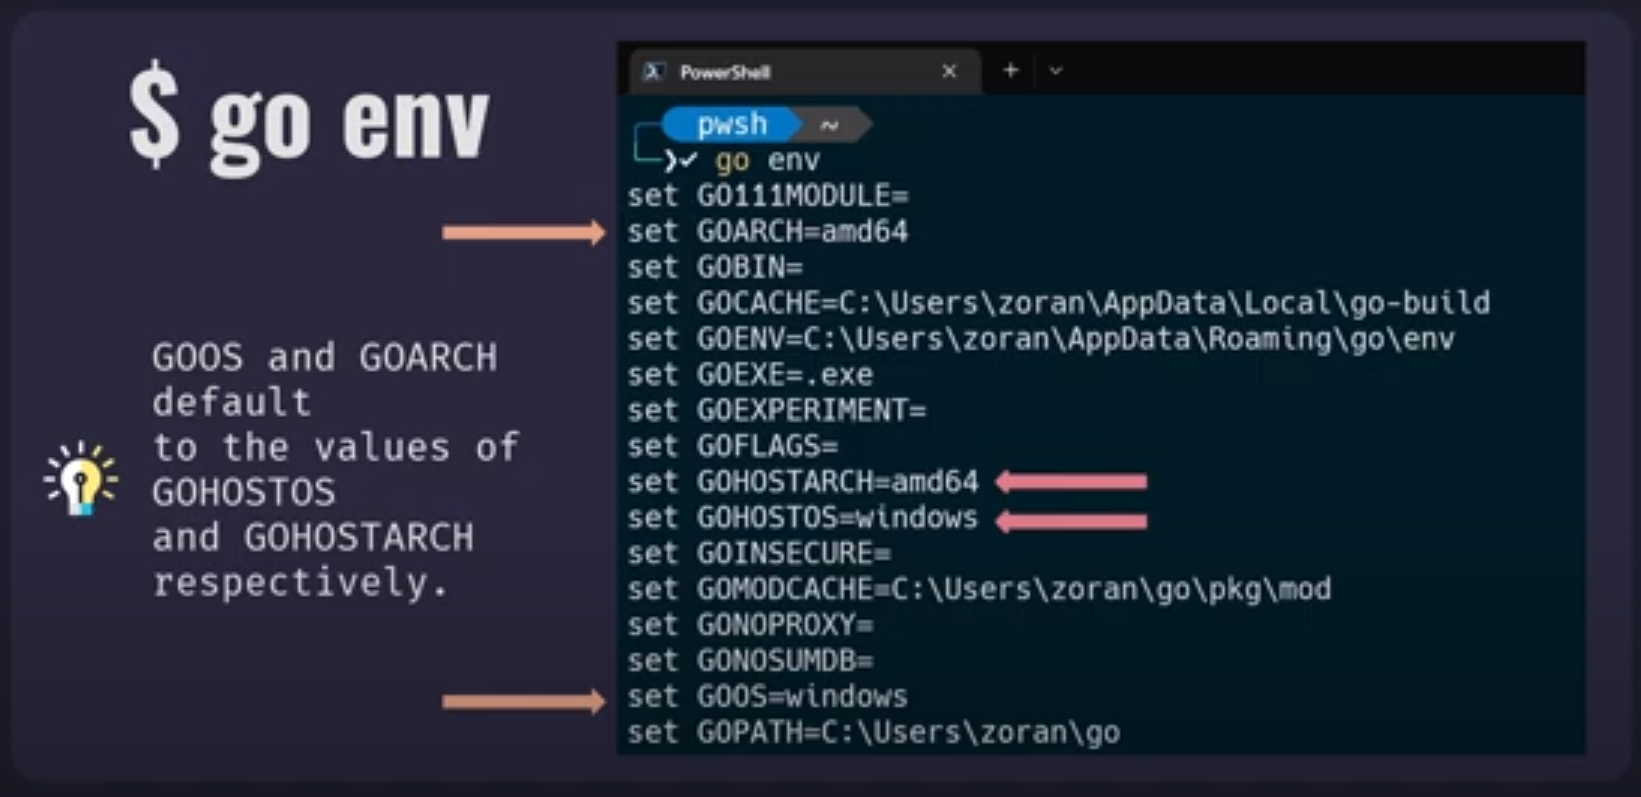 $ go env
GOOS and GOARCH
default
to the values of
GOHOSTOS
and GOHOSTARCH
respectively.
PowerShell
pwsh ~
go env
set GO111MODULE=
set GOARCH=amd64
set GOBIN=
set GOCACHE=C:\Users\zoran\AppData\Local\go-build
set GOENV=C:\Users\zoran\AppData\Roaming\go\env
set GOEXE=.exe
set GOEXPERIMENT=
set GOFLAGS=
set GOHOSTARCH=amd64
set GOHOSTOS=windows
set GOINSECURE=
set GOMODCACHE=C:\Users\zoran\go\pkg\mod
set GONOPROXY=
set GONOSUMDB=
set GOOS=windows
set GOPATH=C:\Users\zoran\go